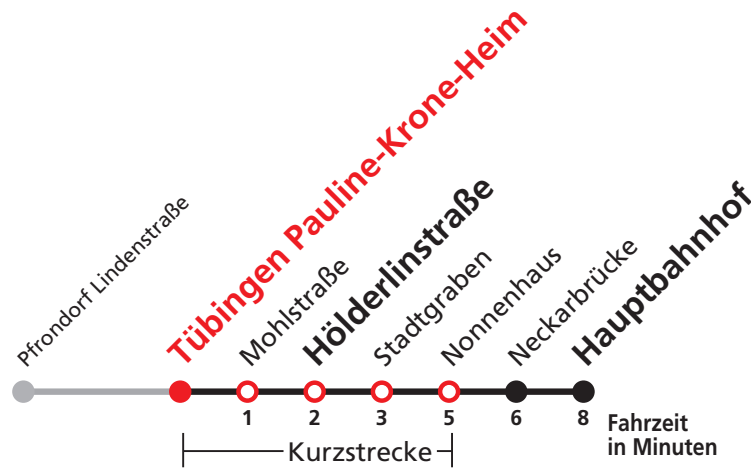 Pfrondorf Lindenstraße
Tübingen Pauline-Krone-Heim
Mohlstraße
Hölderlinstraße
Stadtgraben
Nonnenhaus
Neckarbrücke
Hauptbahnhof
1 2 3 5 6 8 Fahrzeit
in Minuten
Kurzstrecke